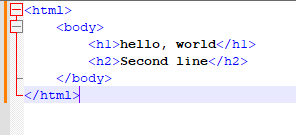 <html>
    <body>
        <h1>hello, world</h1>
        <h2>Second line</h2>
    </body>
</html>